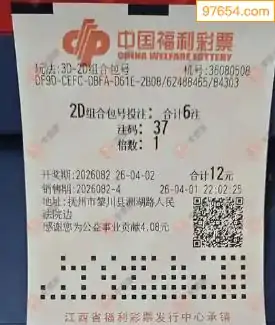 97654.com
中国福利彩票
CHINA WELFARE LOTTERY
玩法:3D-2D组合包号 机号:36080508
DF90-CEFC-DBFA-D61E-2B08/62488465/B4303
2D组合包号投注: 合计6注
注码: 37
倍数: 1
开奖期:2026082 26-04-02 合计12元
销售期:2026082-4 26-04-01 22:02:25
地址:抚州市黎川县洲湖路人民
法院边
感谢您为公益事业贡献4.08元
江西省福利彩票发行中心承销